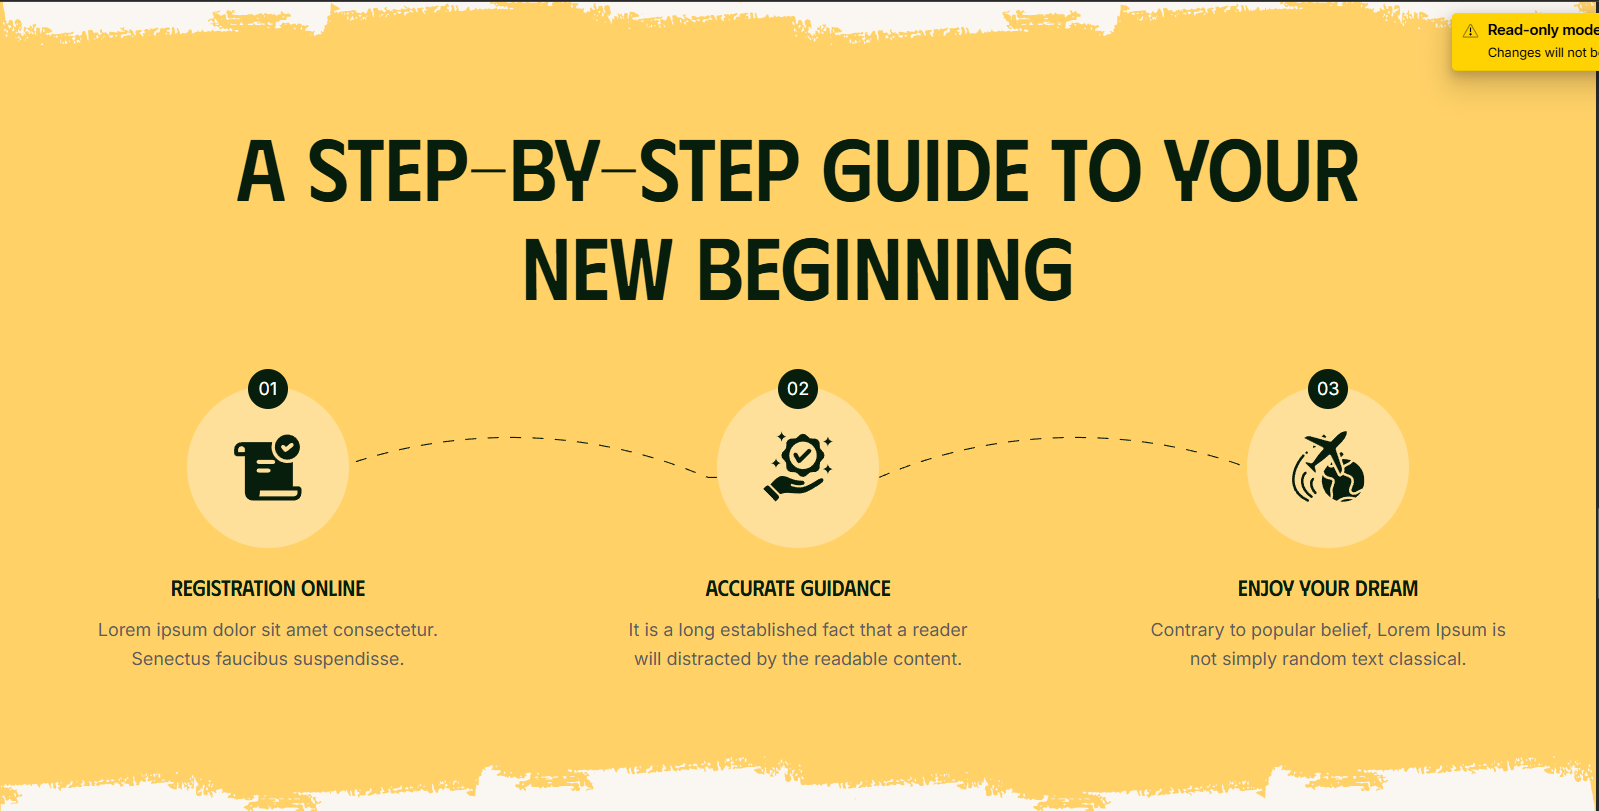 Read-only mode
Changes will not
A STEP-BY-STEP GUIDE TO YOUR
NEW BEGINNING
01
02
03
REGISTRATION ONLINE
Lorem ipsum dolor sit amet consectetur.
Senectus faucibus suspendisse.
ACCURATE GUIDANCE
It is a long established fact that a reader
will distracted by the readable content.
ENJOY YOUR DREAM
Contrary to popular belief, Lorem Ipsum is
not simply random text classical.